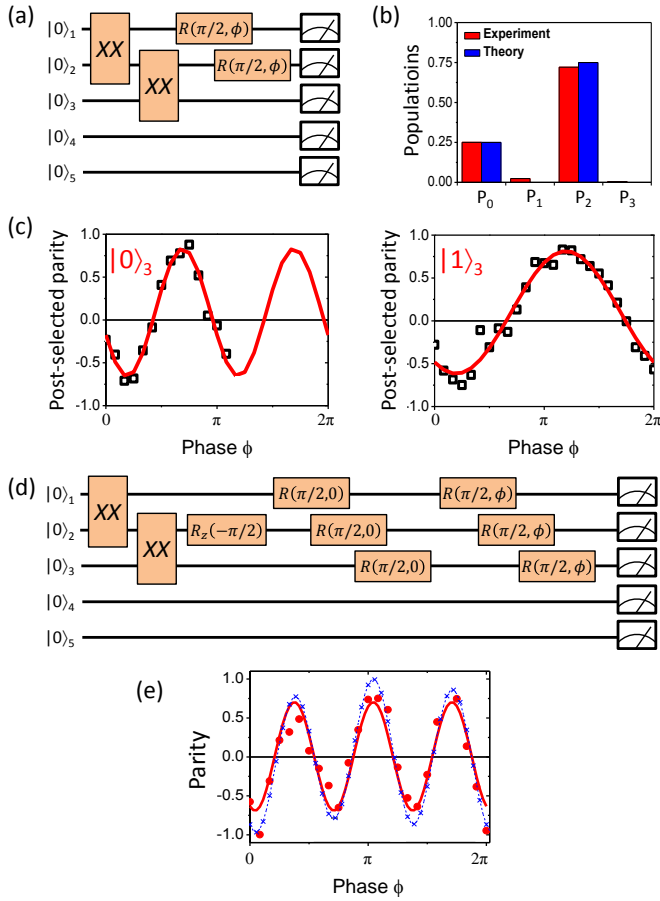 (a)
|0⟩₁ XX R(π/2,ϕ)
|0⟩₂ XX R(π/2,ϕ)
|0⟩₃
|0⟩₄
|0⟩₅
(b)
Populatioins
1.00
0.75
0.50
0.25
0.00
Experiment
Theory
P₀ P₁ P₂ P₃
(c)
Post-selected parity
1.0
0.5
0.0
-0.5
-1.0
|0⟩₃
0 π 2π
Phase ϕ
Post-selected parity
1.0
0.5
0.0
-0.5
-1.0
|1⟩₃
0 π 2π
Phase ϕ
(d)
|0⟩₁ XX R(π/2,0) R(π/2,ϕ)
|0⟩₂ XX R_z(−π/2) R(π/2,0) R(π/2,ϕ)
|0⟩₃ R(π/2,0) R(π/2,ϕ)
|0⟩₄
|0⟩₅
(e)
Parity
1.0
0.5
0.0
-0.5
-1.0
0 π 2π
Phase ϕ